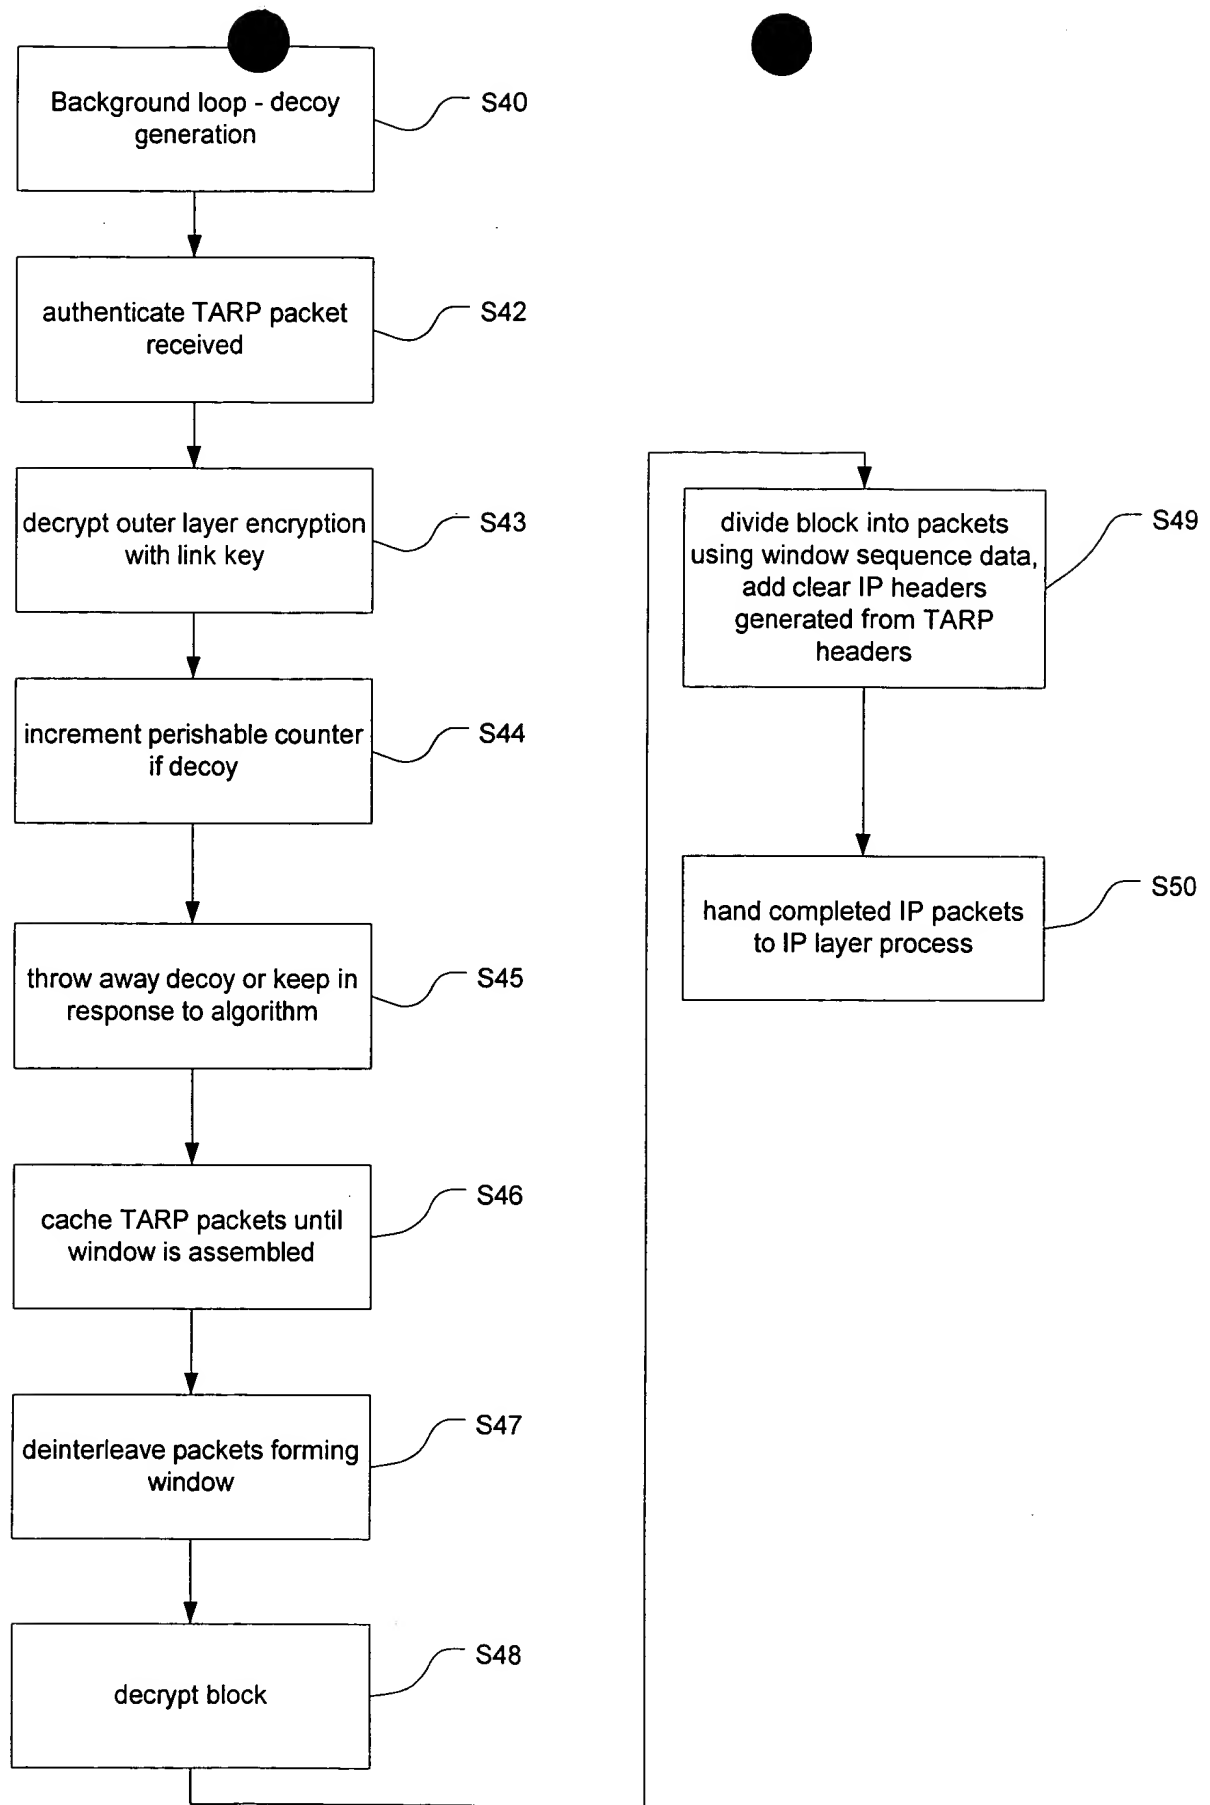 Background loop - decoy
generation
S40
authenticate TARP packet
received
S42
decrypt outer layer encryption
with link key
S43
increment perishable counter
if decoy
S44
throw away decoy or keep in
response to algorithm
S45
cache TARP packets until
window is assembled
S46
deinterleave packets forming
window
S47
decrypt block
S48
divide block into packets
using window sequence data,
add clear IP headers
generated from TARP
headers
S49
hand completed IP packets
to IP layer process
S50